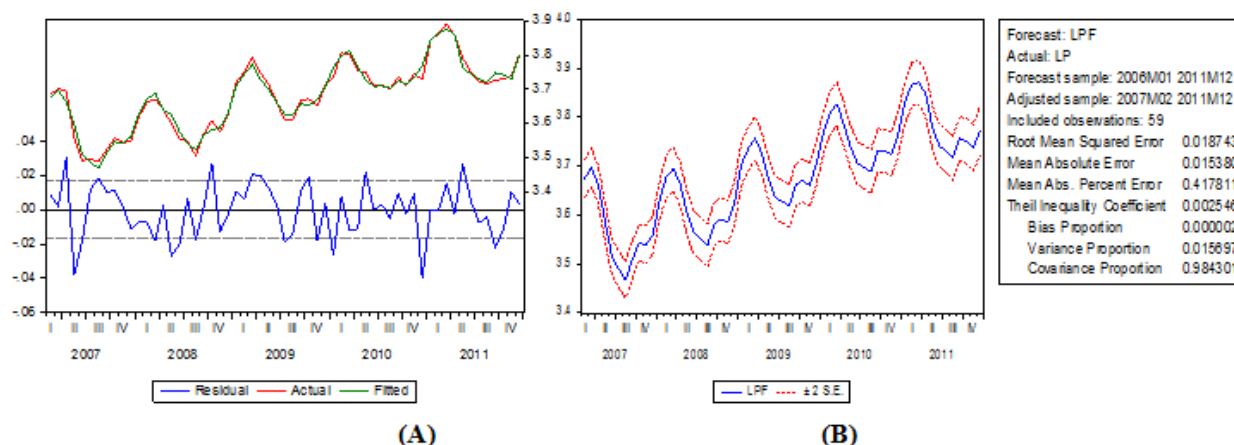 3.9
3.8
3.7
3.6
3.5
3.4
.04
.02
.00
-.02
-.04
-.06
I II III IV I II III IV I II III IV I II III IV I II III IV
2007 2008 2009 2010 2011
Residual Actual Fitted
(A)
4.0
3.9
3.8
3.7
3.6
3.5
3.4
I II III IV I II III IV I II III IV I II III IV I II III IV
2007 2008 2009 2010 2011
LPF ± 2 S.E.
(B)
Forecast: LPF
Actual: LP
Forecast sample: 2006M01 2011M12
Adjusted sample: 2007M02 2011M12
Included observations: 59
Root Mean Squared Error 0.018743
Mean Absolute Error 0.015380
Mean Abs. Percent Error 0.417811
Theil Inequality Coefficient 0.002546
Bias Proportion 0.000002
Variance Proportion 0.015697
Covariance Proportion 0.984301